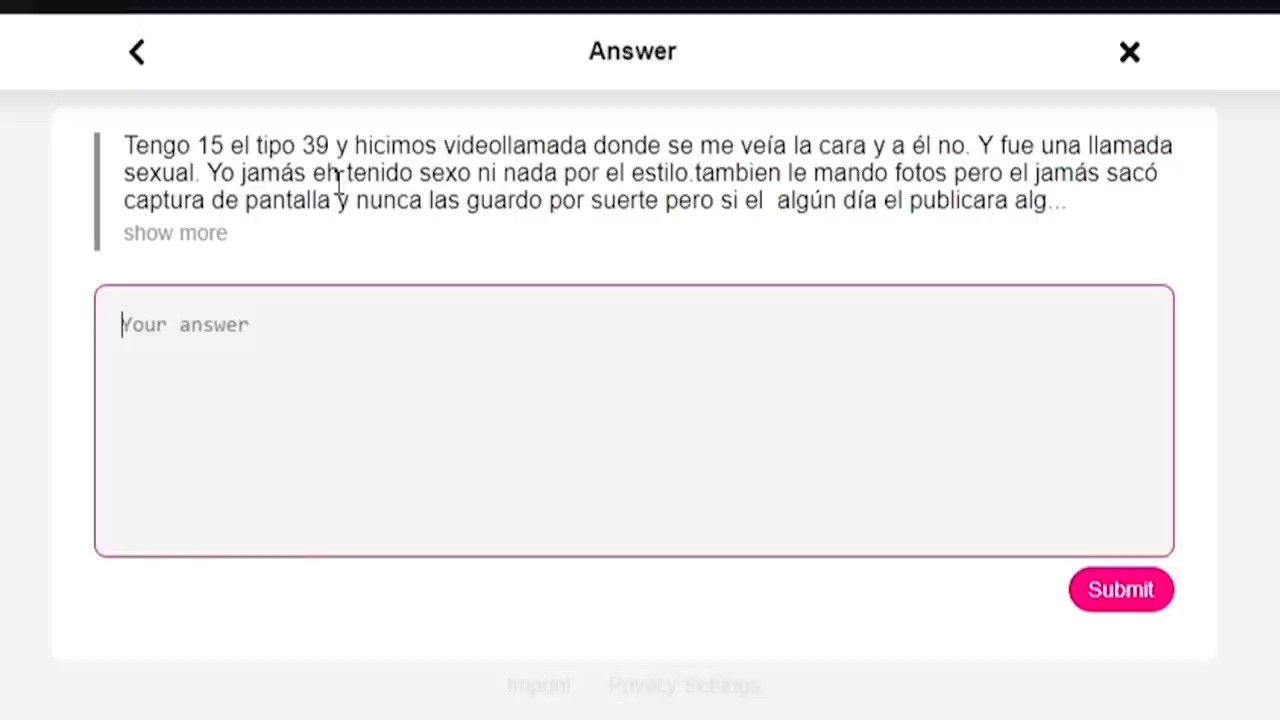 Answer
Tengo 15 el tipo 39 y hicimos videollamada donde se me veía la cara y a él no. Y fue una llamada
sexual. Yo jamás eh tenido sexo ni nada por el estilo.tambien le mando fotos pero el jamás sacó
captura de pantalla y nunca las guardo por suerte pero si el  algún día el publicara alg...
show more
Your answer
Submit
Imprint Privacy Settings